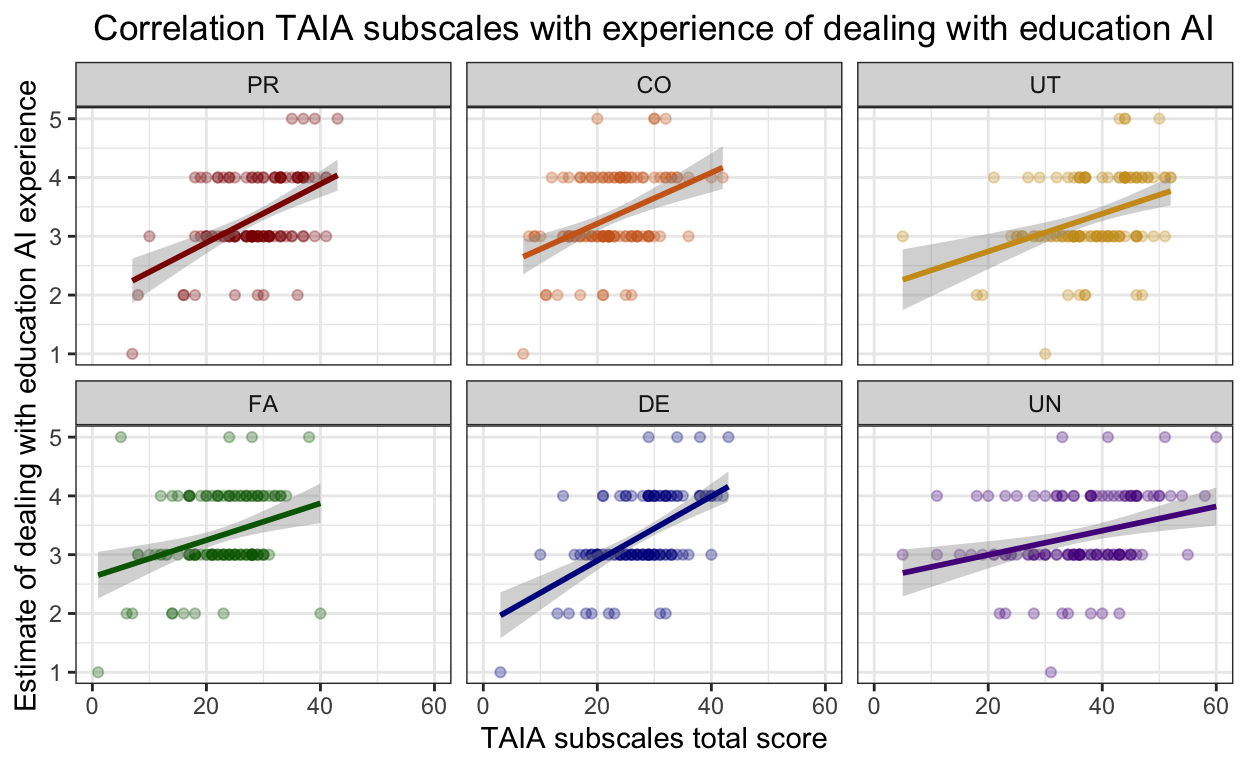 Correlation TAIA subscales with experience of dealing with education AI
PR
CO
UT
5
4
3
2
1
FA
DE
UN
5
4
3
2
1
0 20 40 60
0 20 40 60
0 20 40 60
Estimate of dealing with education AI experience
TAIA subscales total score